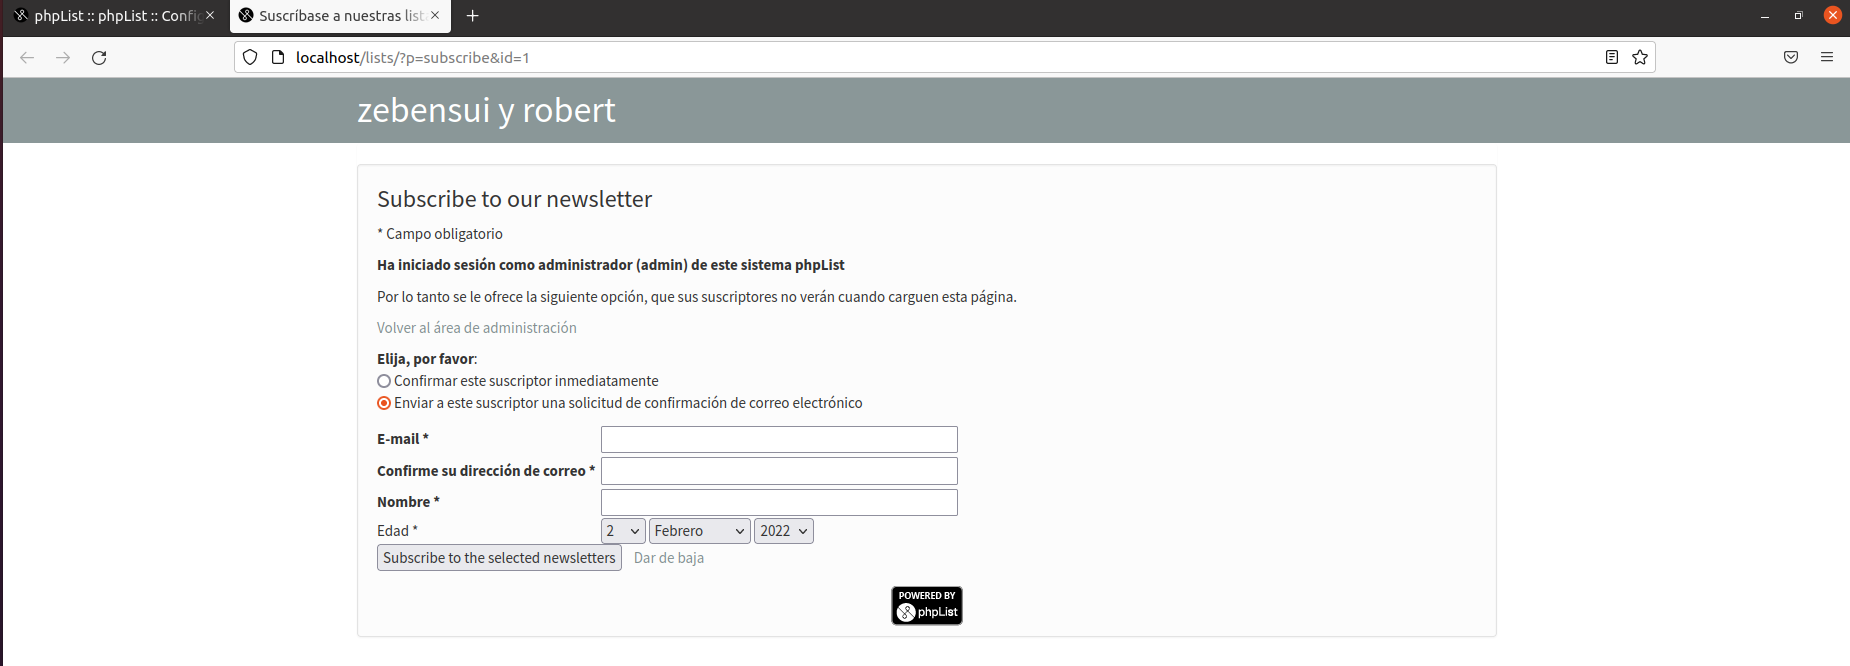 phpList :: phpList :: Config
Suscríbase a nuestras list
localhost/lists/?p=subscribe&id=1
zebensui y robert
Subscribe to our newsletter
* Campo obligatorio
Ha iniciado sesión como administrador (admin) de este sistema phpList
Por lo tanto se le ofrece la siguiente opción, que sus suscriptores no verán cuando carguen esta página.
Volver al área de administración
Elija, por favor:
Confirmar este suscriptor inmediatamente
Enviar a este suscriptor una solicitud de confirmación de correo electrónico
E-mail *
Confirme su dirección de correo *
Nombre *
Edad * 2 Febrero 2022
Subscribe to the selected newsletters Dar de baja
POWERED BY
phpList